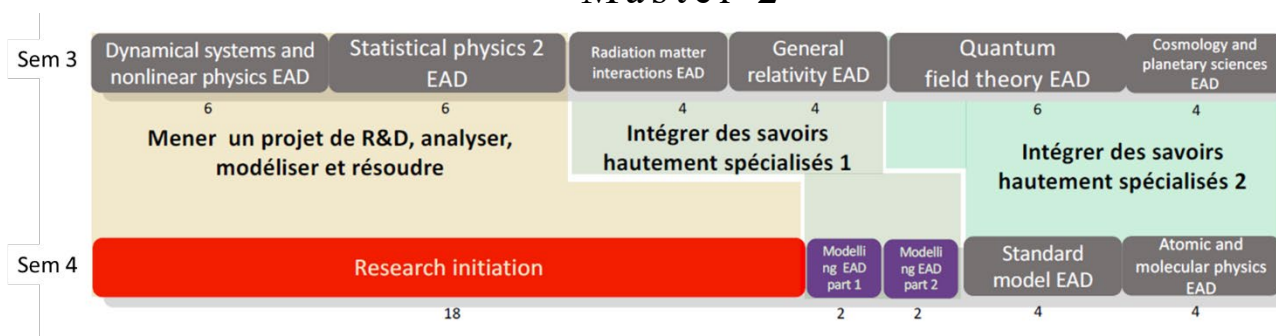 Master 2
Sem 3
Dynamical systems and
nonlinear physics EAD
Statistical physics 2
EAD
Radiation matter
interactions EAD
General
relativity EAD
Quantum
field theory EAD
Cosmology and
planetary sciences
EAD
6
6
4
4
6
4
Mener un projet de R&D, analyser,
modéliser et résoudre
Intégrer des savoirs
hautement spécialisés 1
Intégrer des savoirs
hautement spécialisés 2
Sem 4
Research initiation
Modelli
ng EAD
part 1
Modelli
ng EAD
part 2
Standard
model EAD
Atomic and
molecular physics
EAD
18
2
2
4
4